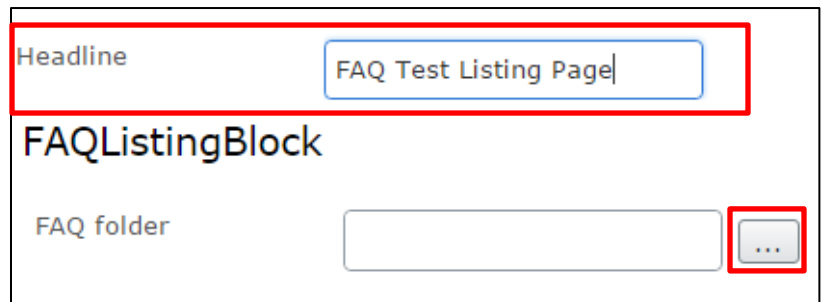 Headline
FAQ Test Listing Page
FAQListingBlock
FAQ folder
...